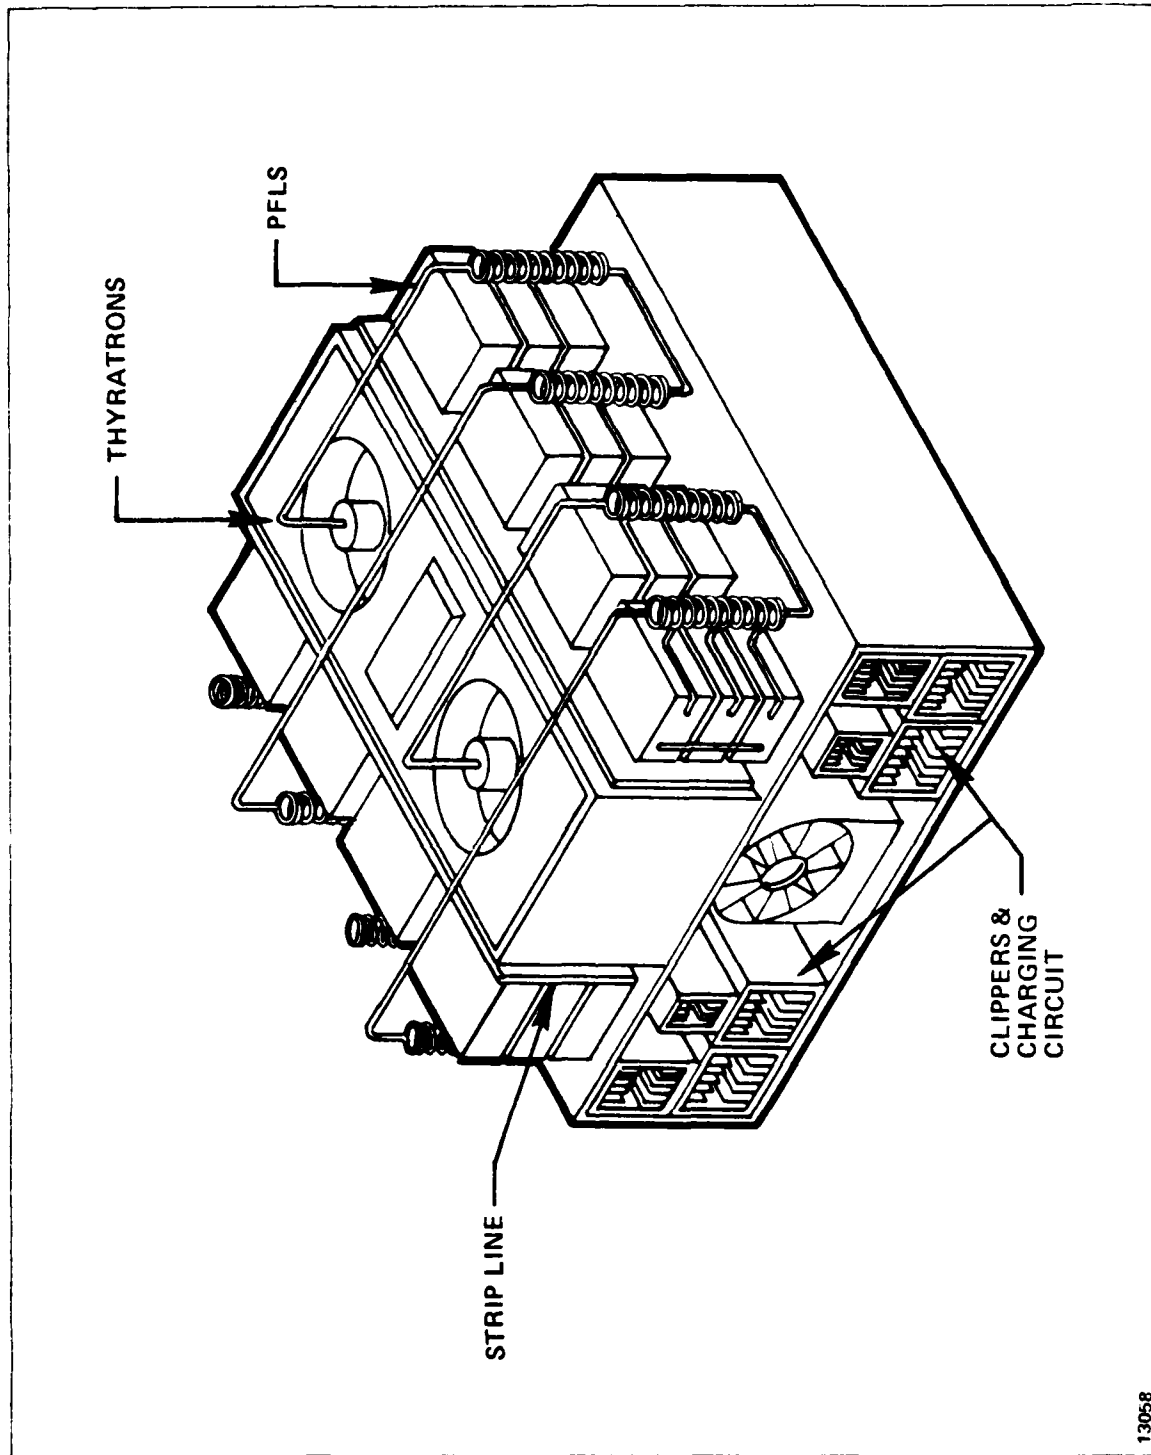 THYRATRONS
PFLS
STRIP LINE
CLIPPERS &
CHARGING
CIRCUIT
13058